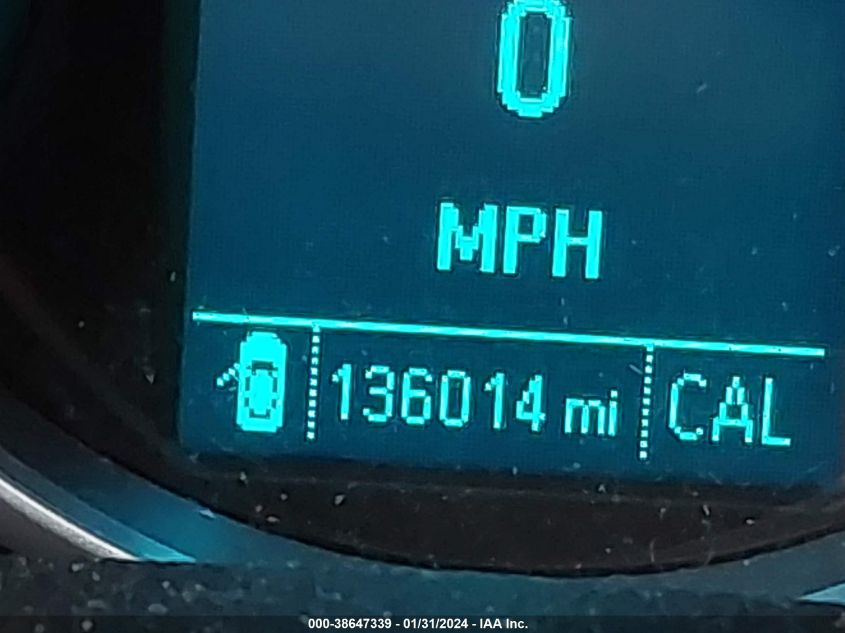 0
MPH
136014 mi CAL
000-38647339 - 01/31/2024 - IAA Inc.